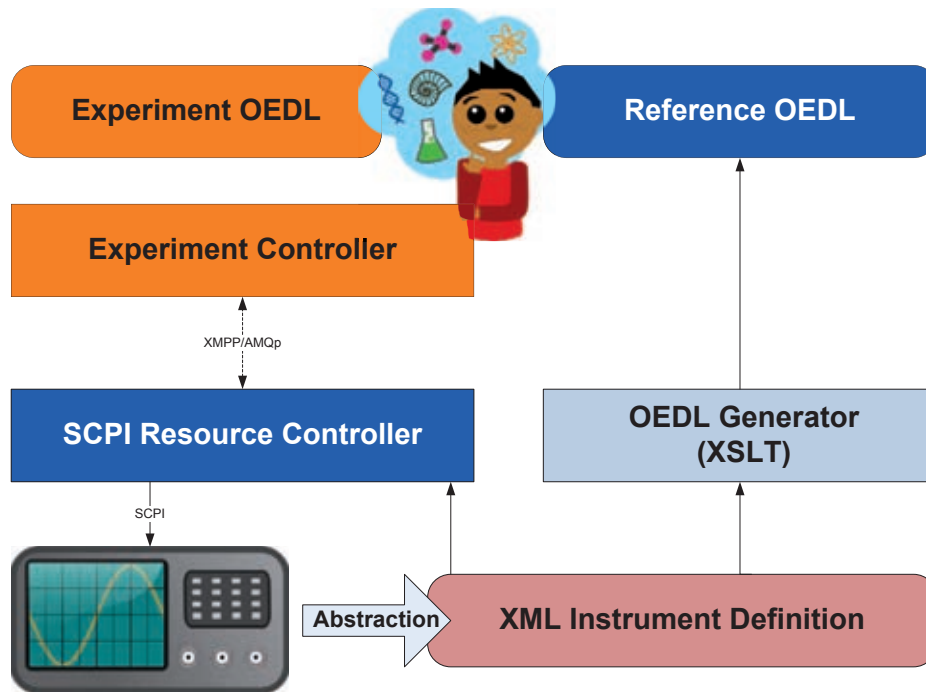 Experiment OEDL
Reference OEDL
Experiment Controller
XMPP/AMQp
SCPI Resource Controller
OEDL Generator
(XSLT)
SCPI
Abstraction
XML Instrument Definition